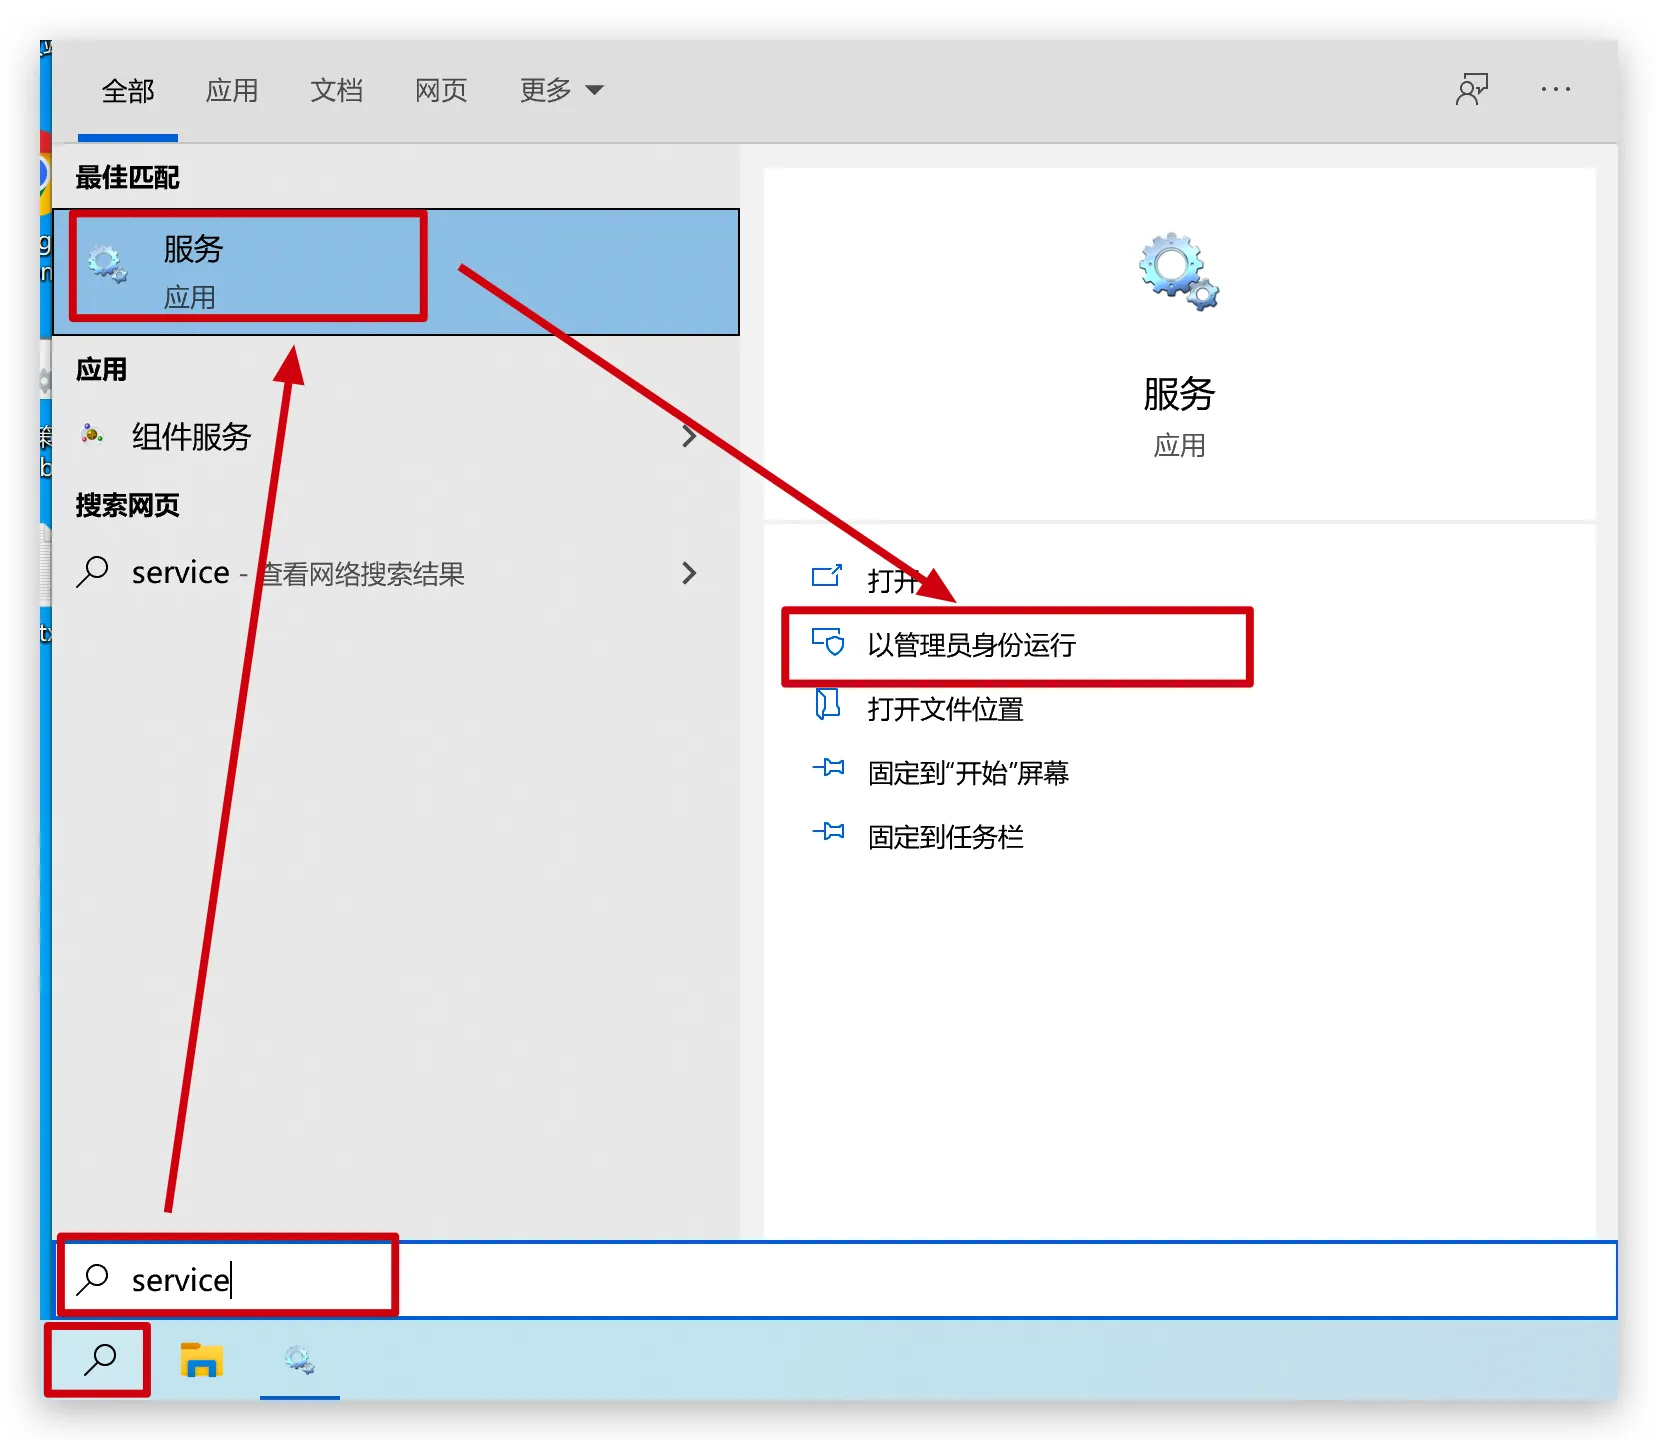 全部 应用 文档 网页 更多
最佳匹配
服务
应用
应用
组件服务
搜索网页
service - 查看网络搜索结果
服务
应用
打开
以管理员身份运行
打开文件位置
固定到“开始”屏幕
固定到任务栏
service